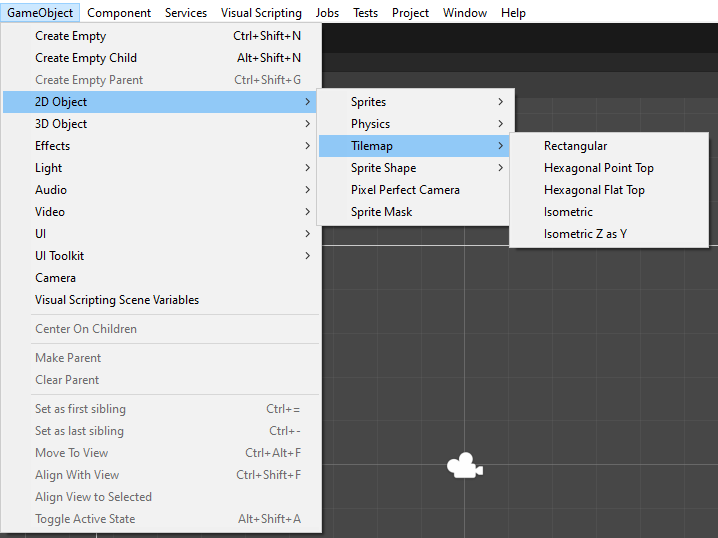 GameObject Component Services Visual Scripting Jobs Tests Project Window Help
Create Empty Ctrl+Shift+N
Create Empty Child Alt+Shift+N
Create Empty Parent Ctrl+Shift+G
2D Object
3D Object
Effects
Light
Audio
Video
UI
UI Toolkit
Camera
Visual Scripting Scene Variables
Center On Children
Make Parent
Clear Parent
Set as first sibling Ctrl+=
Set as last sibling Ctrl+-
Move To View Ctrl+Alt+F
Align With View Ctrl+Shift+F
Align View to Selected
Toggle Active State Alt+Shift+A
Sprites
Physics
Tilemap
Sprite Shape
Pixel Perfect Camera
Sprite Mask
Rectangular
Hexagonal Point Top
Hexagonal Flat Top
Isometric
Isometric Z as Y